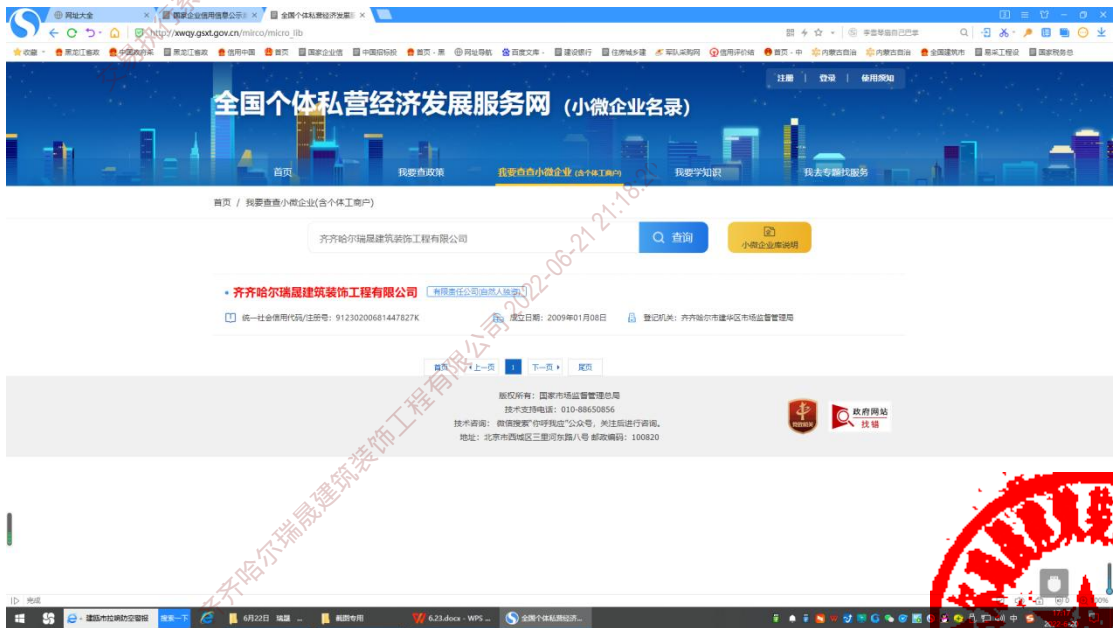 网址大全
国家企业信用信息公示
全国个体私营经济发展
http://xwqy.gsxt.gov.cn/mirco/micro_lib
收藏
黑龙江省政
中国政府采
黑龙江省政
信用中国
首页
国家企业信
中国招标投
首页 - 黑
网址导航
百度文库 -
建设银行
住房城乡建
军队采购网
信用评价结
首页 - 中
内蒙古自治
内蒙古自治
全国建筑市
易采工程设
国家税务总
注册 | 登录 | 使用须知
全国个体私营经济发展服务网 (小微企业名录)
首页
我要查政策
我要查查小微企业 (含个体工商户)
我要学知识
我去专题找服务
首页 / 我要查查小微企业(含个体工商户)
齐齐哈尔瑞晟建筑装饰工程有限公司
查询
小微企业库说明
齐齐哈尔瑞晟建筑装饰工程有限公司
有限责任公司(自然人独资)
统一社会信用代码/注册号: 91230200681447827K
成立日期: 2009年01月08日
登记机关: 齐齐哈尔市建华区市场监督管理局
首页
上一页
1
下一页
尾页
版权所有: 国家市场监督管理总局
技术支持电话: 010-88650856
技术咨询: 微信搜索"你呼我应"公众号, 关注后进行咨询。
地址: 北京市西城区三里河东路八号 邮政编码: 100820
政府网站
找错
齐齐哈尔瑞晟建筑装饰工程有限公司 2022-06-21 21:18:
完成
搜索一下
6月22日 瑞晟 ...
截图专用
6.23.docx - WPS ...
全国个体私营经济...